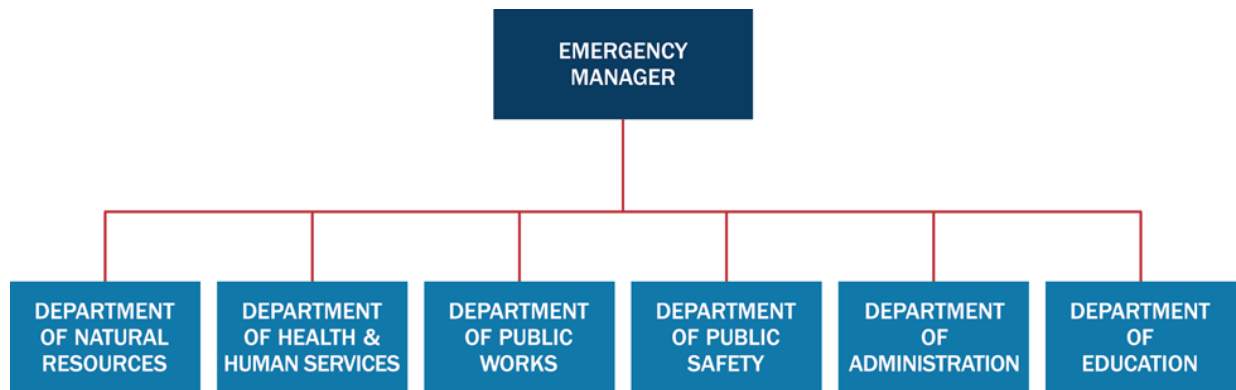 EMERGENCY
MANAGER
DEPARTMENT
OF NATURAL
RESOURCES
DEPARTMENT
OF HEALTH &
HUMAN SERVICES
DEPARTMENT
OF PUBLIC
WORKS
DEPARTMENT
OF PUBLIC
SAFETY
DEPARTMENT
OF
ADMINISTRATION
DEPARTMENT
OF
EDUCATION